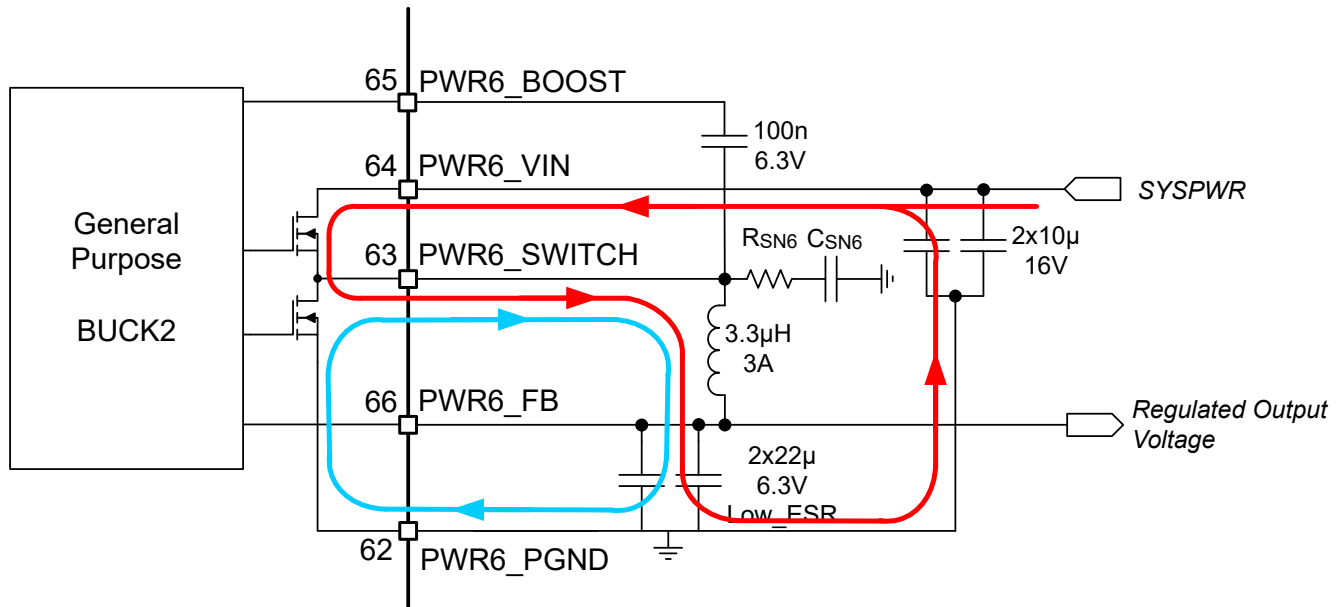 65
PWR6_BOOST
100n
6.3V
64
PWR6_VIN
SYSPWR
General
Purpose
BUCK2
63
PWR6_SWITCH
RSN6
CSN6
2x10µ
16V
3.3µH
3A
66
PWR6_FB
Regulated Output
Voltage
2x22µ
6.3V
Low_ESR
62
PWR6_PGND